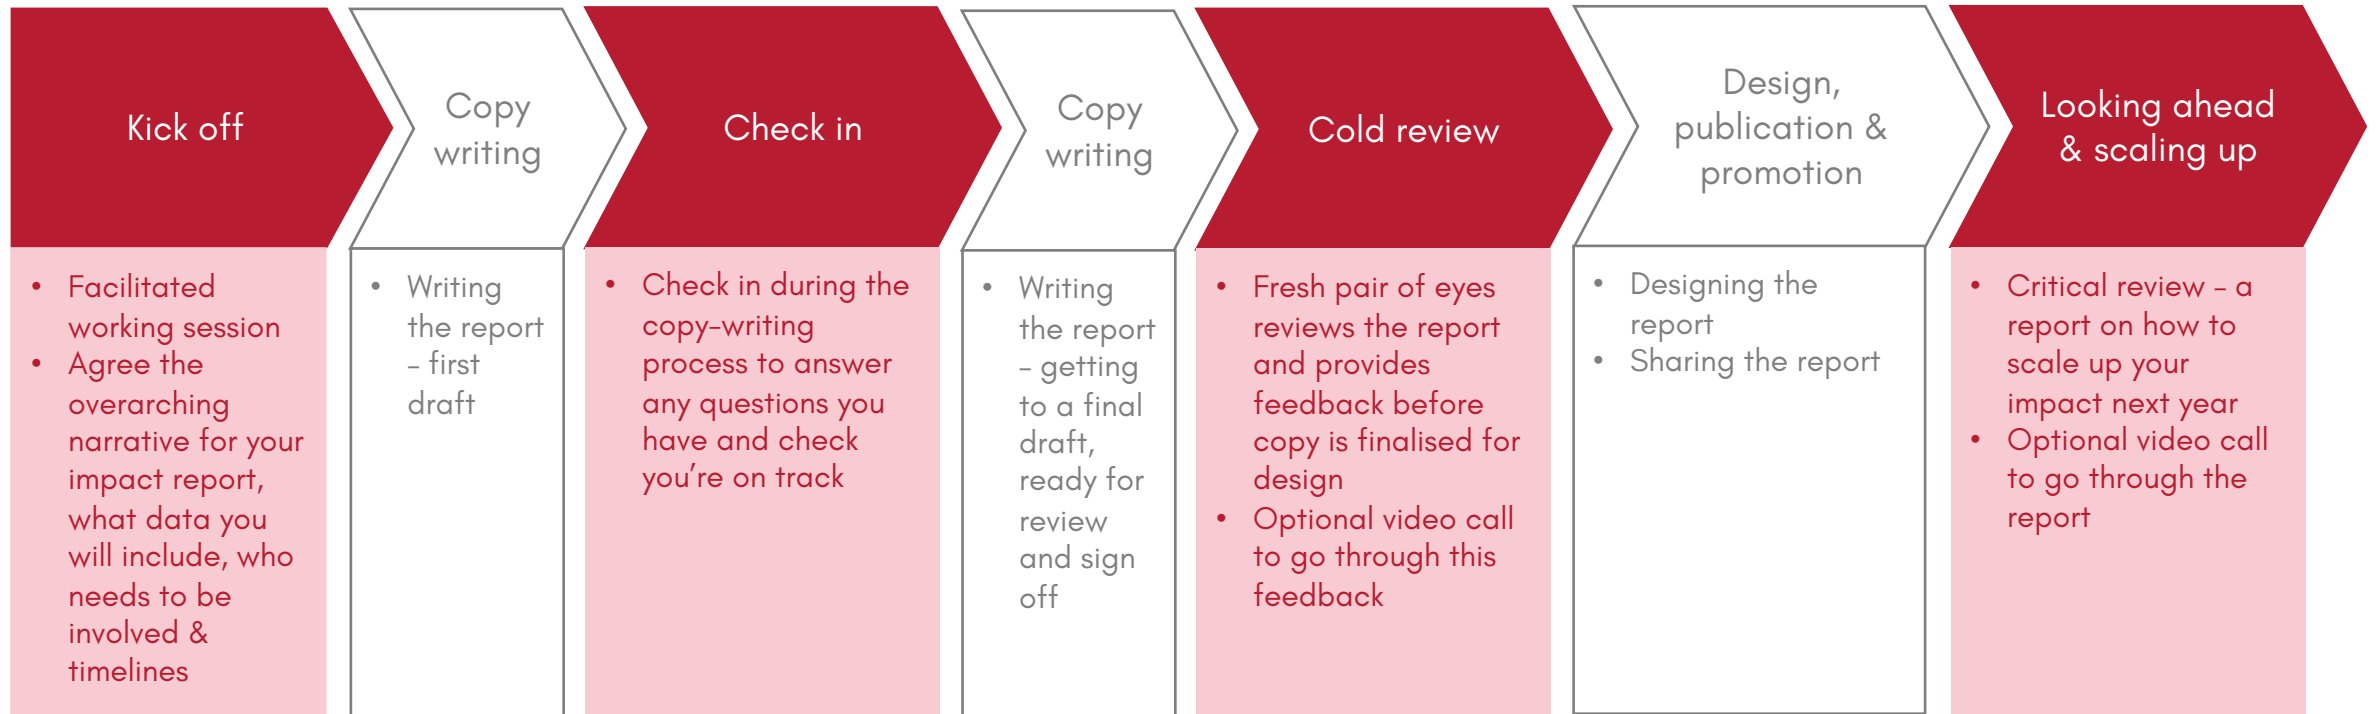 Kick off
Copy
writing
Check in
Copy
writing
Cold review
Design,
publication &
promotion
Looking ahead
& scaling up
• Facilitated
working session
• Agree the
overarching
narrative for your
impact report,
what data you
will include, who
needs to be
involved &
timelines
• Writing
the report
– first
draft
• Check in during the
copy-writing
process to answer
any questions you
have and check
you’re on track
• Writing
the report
– getting
to a final
draft,
ready for
review
and sign
off
• Fresh pair of eyes
reviews the report
and provides
feedback before
copy is finalised for
design
• Optional video call
to go through this
feedback
• Designing the
report
• Sharing the report
• Critical review – a
report on how to
scale up your
impact next year
• Optional video call
to go through the
report